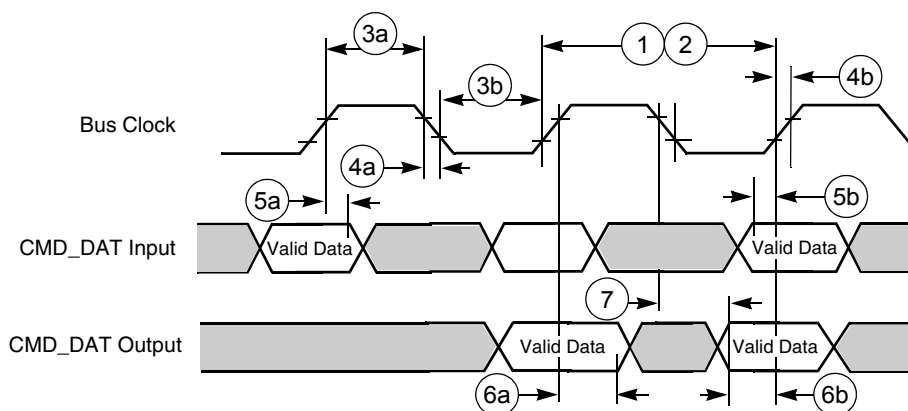 3a
1 2
3b
4b
Bus Clock
4a
5a
5b
CMD_DAT Input
Valid Data
Valid Data
7
CMD_DAT Output
Valid Data
Valid Data
6a
6b